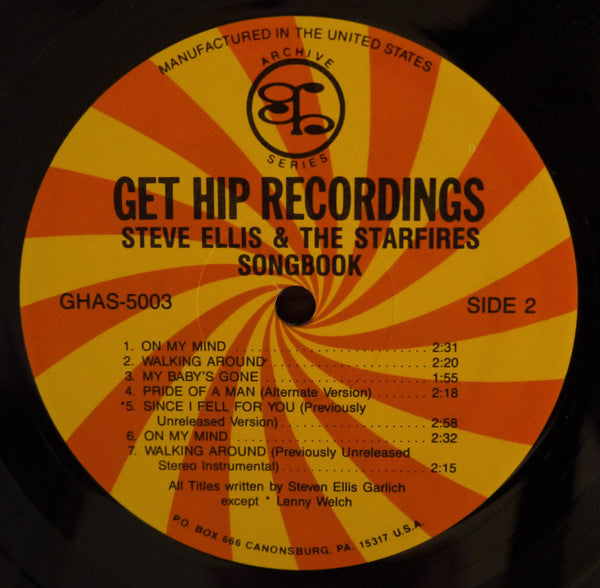 MANUFACTURED IN THE UNITED STATES
ARCHIVE
SERIES
GET HIP RECORDINGS
STEVE ELLIS & THE STARFIRES
SONGBOOK
GHAS-5003
SIDE 2
1. ON MY MIND ........................ 2:31
2. WALKING AROUND ........................ 2:20
3. MY BABY'S GONE ........................ 1:55
4. PRIDE OF A MAN (Alternate Version) ........ 2:18
*5. SINCE I FELL FOR YOU (Previously
Unreleased Version) ........................ 2:58
6. ON MY MIND ........................ 2:32
7. WALKING AROUND (Previously Unreleased
Stereo Instrumental) ........................ 2:15
All Titles written by Steven Ellis Garlich
except * Lenny Welch
P.O. BOX 666 CANONSBURG, PA. 15317 U.S.A.